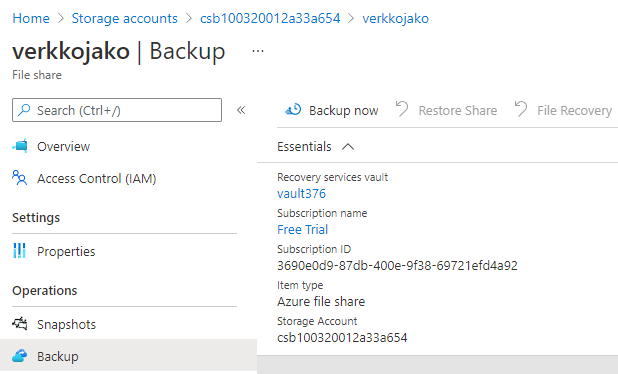 Home > Storage accounts > csb100320012a33a654 > verkkojako
verkkojako | Backup ...
File share
Search (Ctrl+/) «
Overview
Access Control (IAM)
Settings
Properties
Operations
Snapshots
Backup
Backup now Restore Share File Recovery
Essentials
Recovery services vault
vault376
Subscription name
Free Trial
Subscription ID
3690e0d9-87db-400e-9f38-69721efd4a92
Item type
Azure file share
Storage Account
csb100320012a33a654